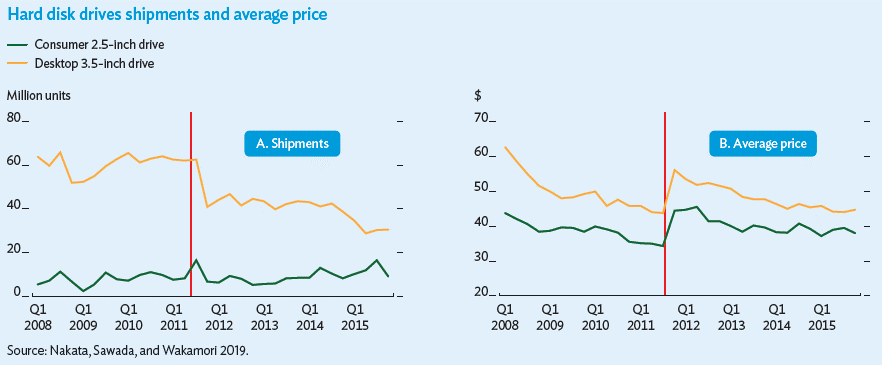 Hard disk drives shipments and average price
Consumer 2.5-inch drive
Desktop 3.5-inch drive
Million units
A. Shipments
80
60
40
20
0
Q1 Q1 Q1 Q1 Q1 Q1 Q1 Q1
2008 2009 2010 2011 2012 2013 2014 2015
$
B. Average price
70
60
50
40
30
20
Q1 Q1 Q1 Q1 Q1 Q1 Q1 Q1
2008 2009 2010 2011 2012 2013 2014 2015
Source: Nakata, Sawada, and Wakamori 2019.